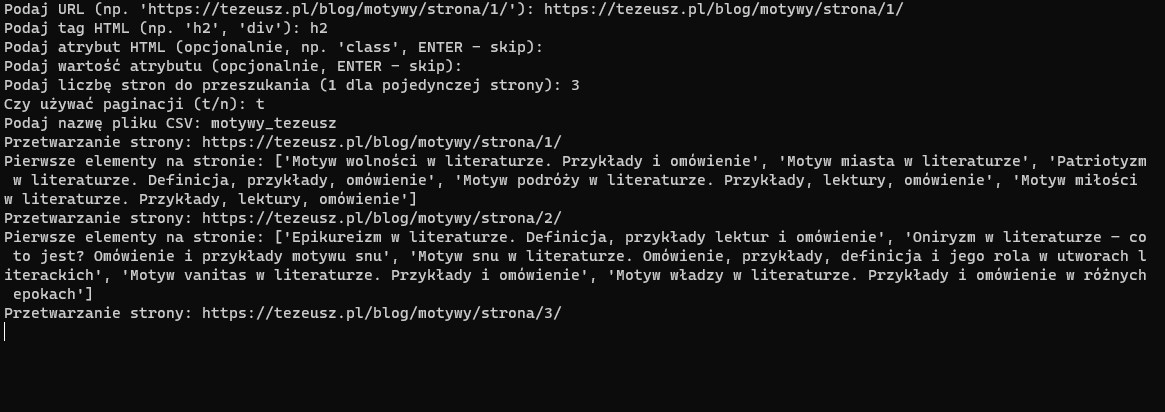 Podaj URL (np. 'https://tezeusz.pl/blog/motywy/strona/1/'): https://tezeusz.pl/blog/motywy/strona/1/
Podaj tag HTML (np. 'h2', 'div'): h2
Podaj atrybut HTML (opcjonalnie, np. 'class', ENTER - skip):
Podaj wartość atrybutu (opcjonalnie, ENTER - skip):
Podaj liczbę stron do przeszukania (1 dla pojedynczej strony): 3
Czy używać paginacji (t/n): t
Podaj nazwę pliku CSV: motywy_tezeusz
Przetwarzanie strony: https://tezeusz.pl/blog/motywy/strona/1/
Pierwsze elementy na stronie: ['Motyw wolności w literaturze. Przykłady i omówienie', 'Motyw miasta w literaturze', 'Patriotyzm
w literaturze. Definicja, przykłady, omówienie', 'Motyw podróży w literaturze. Przykłady, lektury, omówienie', 'Motyw miłości
w literaturze. Przykłady, lektury, omówienie']
Przetwarzanie strony: https://tezeusz.pl/blog/motywy/strona/2/
Pierwsze elementy na stronie: ['Epikureizm w literaturze. Definicja, przykłady lektur i omówienie', 'Oniryzm w literaturze – co
to jest? Omówienie i przykłady motywu snu', 'Motyw snu w literaturze. Omówienie, przykłady, definicja i jego rola w utworach l
iterackich', 'Motyw vanitas w literaturze. Przykłady i omówienie', 'Motyw władzy w literaturze. Przykłady i omówienie w różnych
epokach']
Przetwarzanie strony: https://tezeusz.pl/blog/motywy/strona/3/